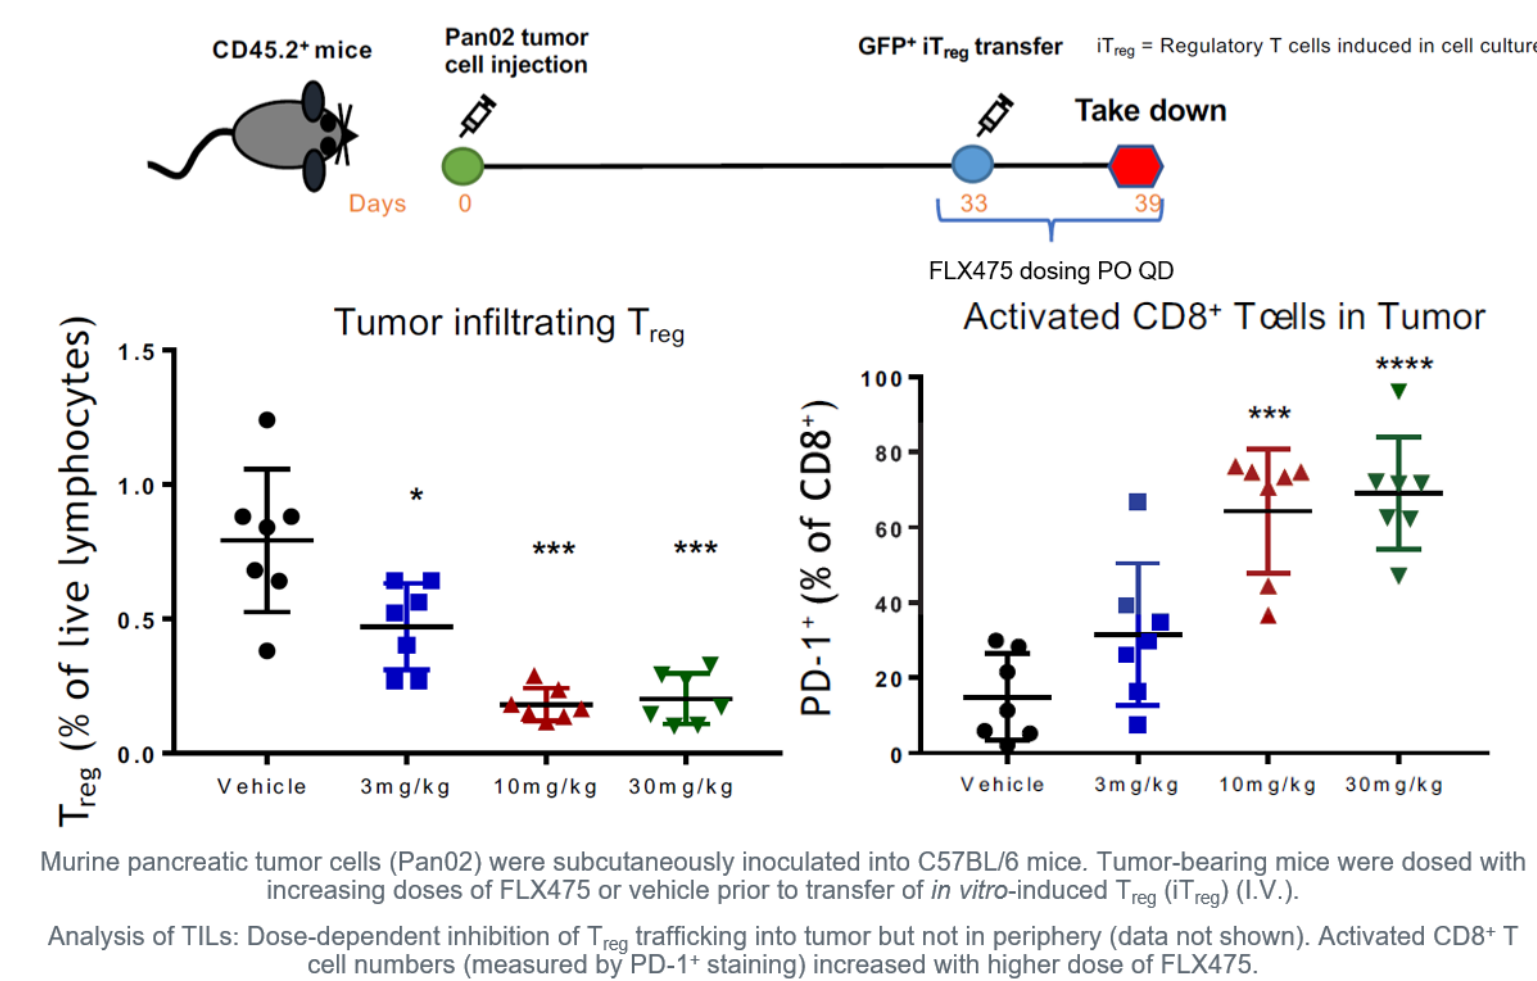 CD45.2⁺ mice
Pan02 tumor
cell injection
GFP⁺ iTreg transfer
iTreg = Regulatory T cells induced in cell culture
Take down
Days
0
33
39
FLX475 dosing PO QD
Tumor infiltrating Treg
Treg (% of live lymphocytes)
1.5
1.0
0.5
0.0
*
***
***
Vehicle
3mg/kg
10mg/kg
30mg/kg
Activated CD8⁺ Tœlls in Tumor
PD-1⁺ (% of CD8⁺)
100
80
60
40
20
0
***
****
Vehicle
3mg/kg
10mg/kg
30mg/kg
Murine pancreatic tumor cells (Pan02) were subcutaneously inoculated into C57BL/6 mice. Tumor-bearing mice were dosed with
increasing doses of FLX475 or vehicle prior to transfer of in vitro-induced Treg (iTreg) (I.V.).
Analysis of TILs: Dose-dependent inhibition of Treg trafficking into tumor but not in periphery (data not shown). Activated CD8⁺ T
cell numbers (measured by PD-1⁺ staining) increased with higher dose of FLX475.